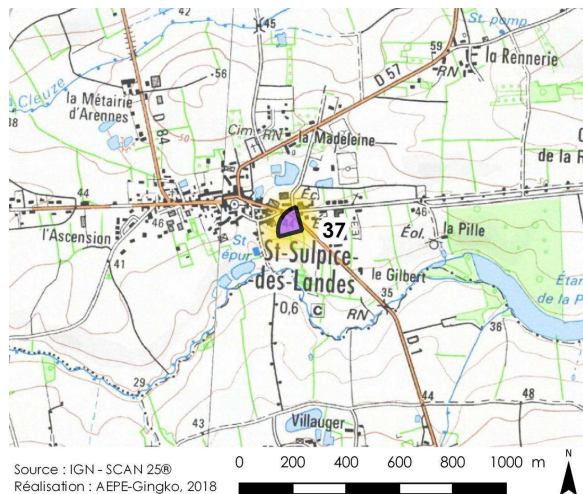 42
45
St. pomp.
59
RN
la Rennerie
Cleuze
56
D 57
la Métairie
d'Arennes
D 84
38
50
Cim
RN
la Madeleine
de la R
44
46
Ec.
46
l'Ascension
41
St
épur
37
Éol.
la Pille
St-Sulpice-
des-Landes
le Gilbert
Étan
de la P
0,6
C
RN
35
36
D 1
29
44
48
43
Villauger
Source : IGN - SCAN 25®
Réalisation : AEPE-Gingko, 2018
0 200 400 600 800 1000 m
N